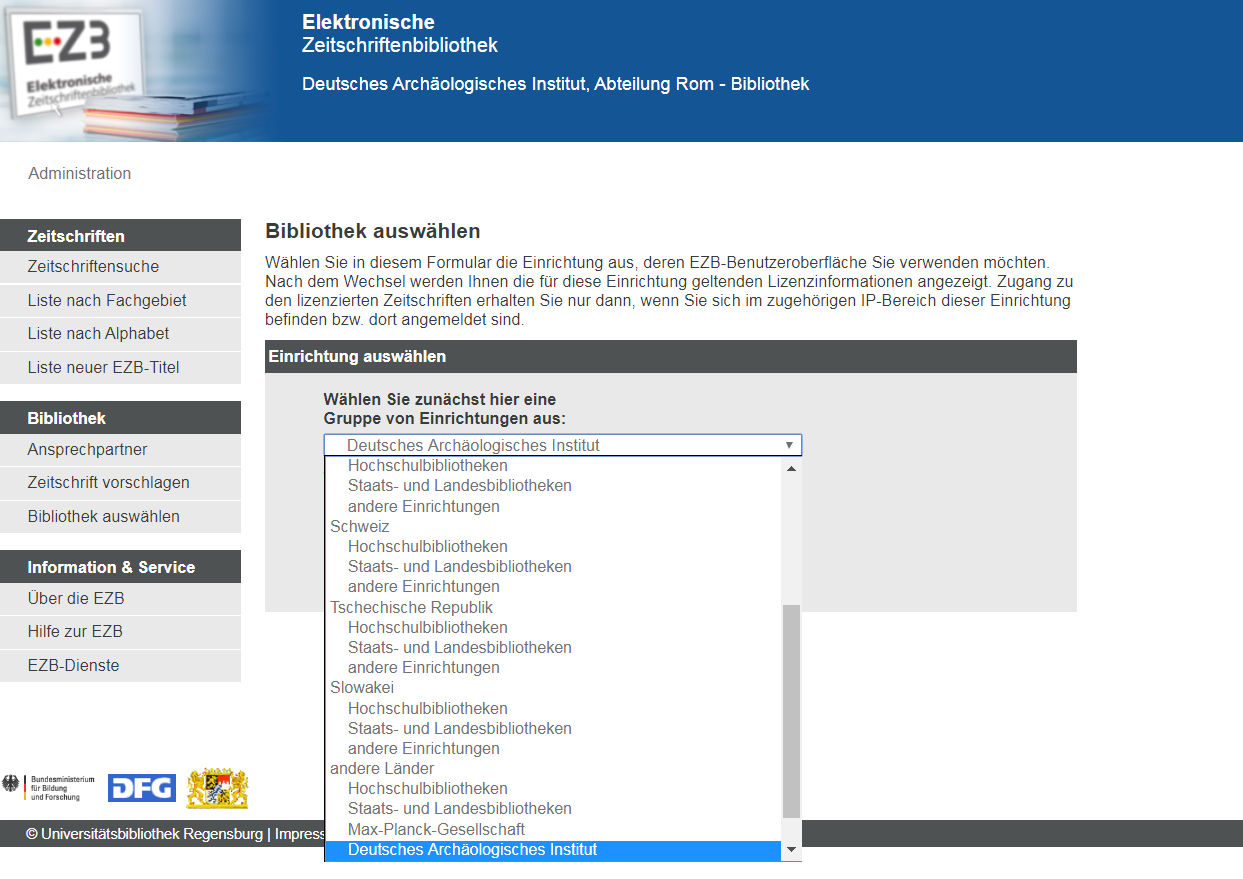 EZB
Elektronische
Zeitschriftenbibliothek
Elektronische
Zeitschriftenbibliothek
Deutsches Archäologisches Institut, Abteilung Rom - Bibliothek
Administration
Zeitschriften
Zeitschriftensuche
Liste nach Fachgebiet
Liste nach Alphabet
Liste neuer EZB-Titel
Bibliothek
Ansprechpartner
Zeitschrift vorschlagen
Bibliothek auswählen
Information & Service
Über die EZB
Hilfe zur EZB
EZB-Dienste
Bundesministerium
für Bildung
und Forschung
DFG
Bibliothek auswählen
Wählen Sie in diesem Formular die Einrichtung aus, deren EZB-Benutzeroberfläche Sie verwenden möchten.
Nach dem Wechsel werden Ihnen die für diese Einrichtung geltenden Lizenzinformationen angezeigt. Zugang zu
den lizenzierten Zeitschriften erhalten Sie nur dann, wenn Sie sich im zugehörigen IP-Bereich dieser Einrichtung
befinden bzw. dort angemeldet sind.
Einrichtung auswählen
Wählen Sie zunächst hier eine
Gruppe von Einrichtungen aus:
Deutsches Archäologisches Institut
Hochschulbibliotheken
Staats- und Landesbibliotheken
andere Einrichtungen
Schweiz
Hochschulbibliotheken
Staats- und Landesbibliotheken
andere Einrichtungen
Tschechische Republik
Hochschulbibliotheken
Staats- und Landesbibliotheken
andere Einrichtungen
Slowakei
Hochschulbibliotheken
Staats- und Landesbibliotheken
andere Einrichtungen
andere Länder
Hochschulbibliotheken
Staats- und Landesbibliotheken
Max-Planck-Gesellschaft
Deutsches Archäologisches Institut
© Universitätsbibliothek Regensburg | Impress